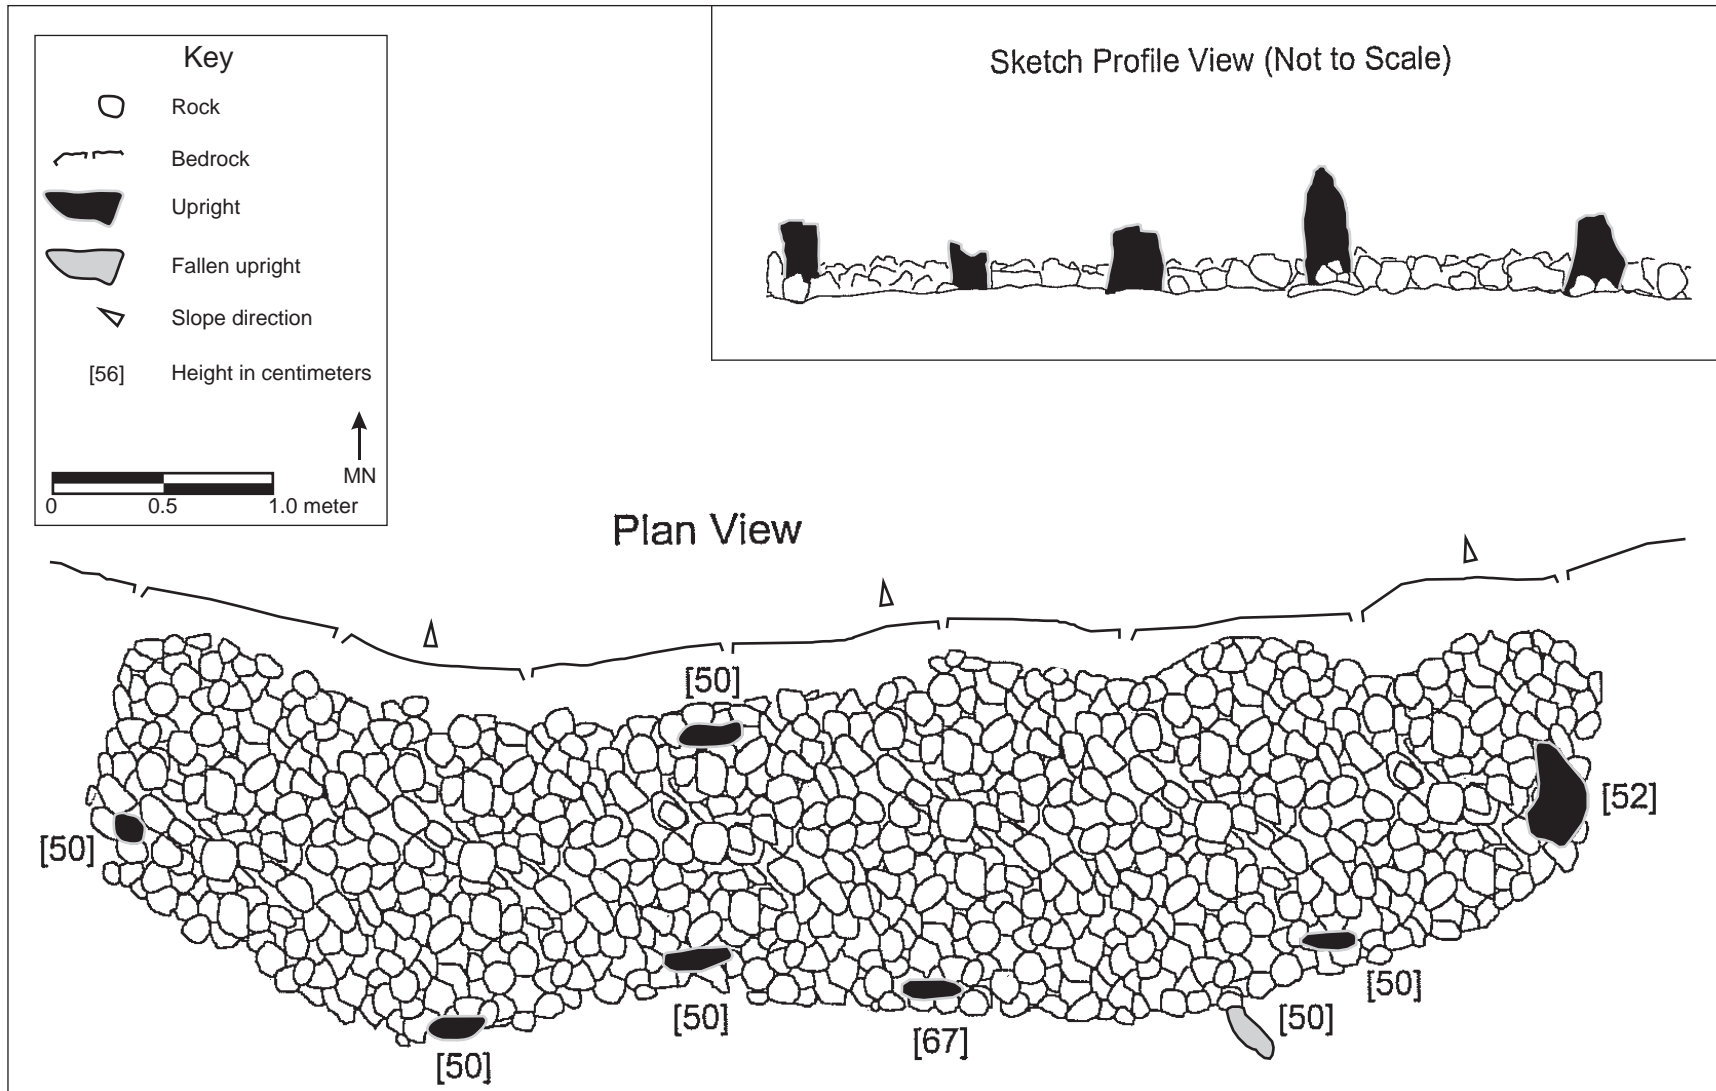 Key
Rock
Bedrock
Upright
Fallen upright
Slope direction
[56] Height in centimeters
MN
0 0.5 1.0 meter
Sketch Profile View (Not to Scale)
Plan View
[50]
[52]
[50]
[50]
[50]
[50]
[67]
[50]